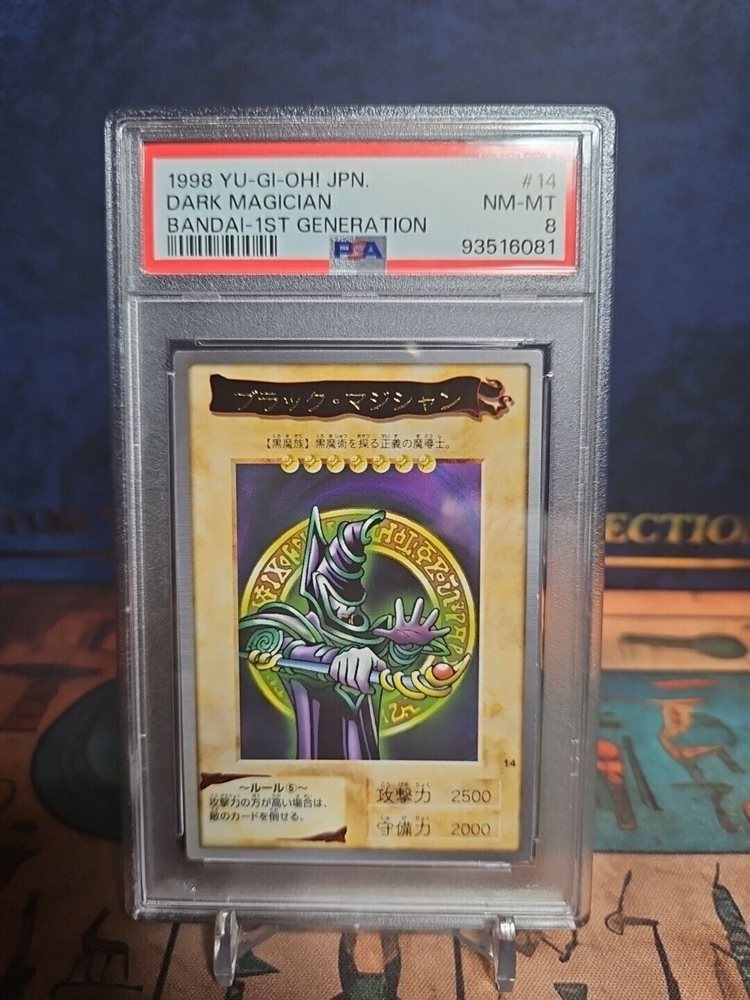 1998 YU-GI-OH! JPN. #14
DARK MAGICIAN NM-MT
BANDAI-1ST GENERATION 8
PSA 93516081
ブラック・マジシャン
【黒魔族】黒魔術を操る正義の魔導士。
14
〜ルール⑤〜
攻撃力の方が高い場合は、
敵のカードを倒せる。
攻撃力 2500
守備力 2000
ECTIO